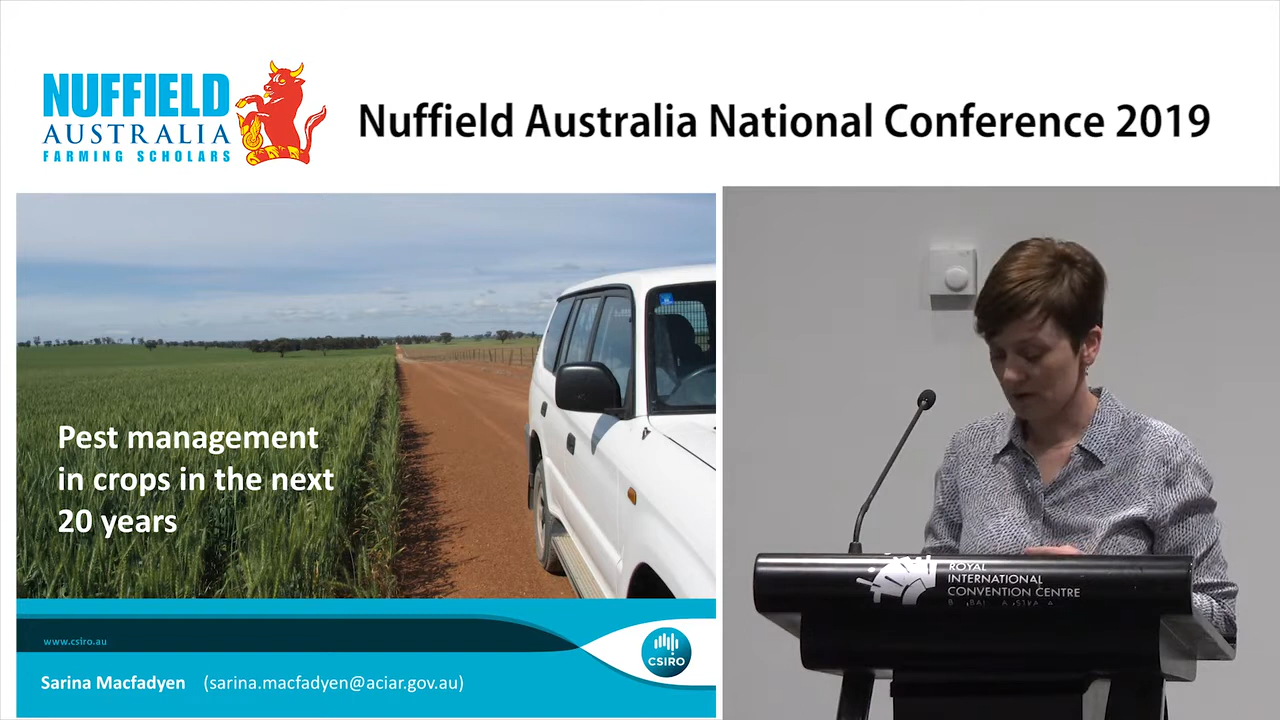 NUFFIELD
AUSTRALIA
FARMING SCHOLARS
Nuffield Australia National Conference 2019
Pest management
in crops in the next
20 years
www.csiro.au
CSIRO
Sarina Macfadyen (sarina.macfadyen@aciar.gov.au)
ROYAL
INTERNATIONAL
CONVENTION CENTRE